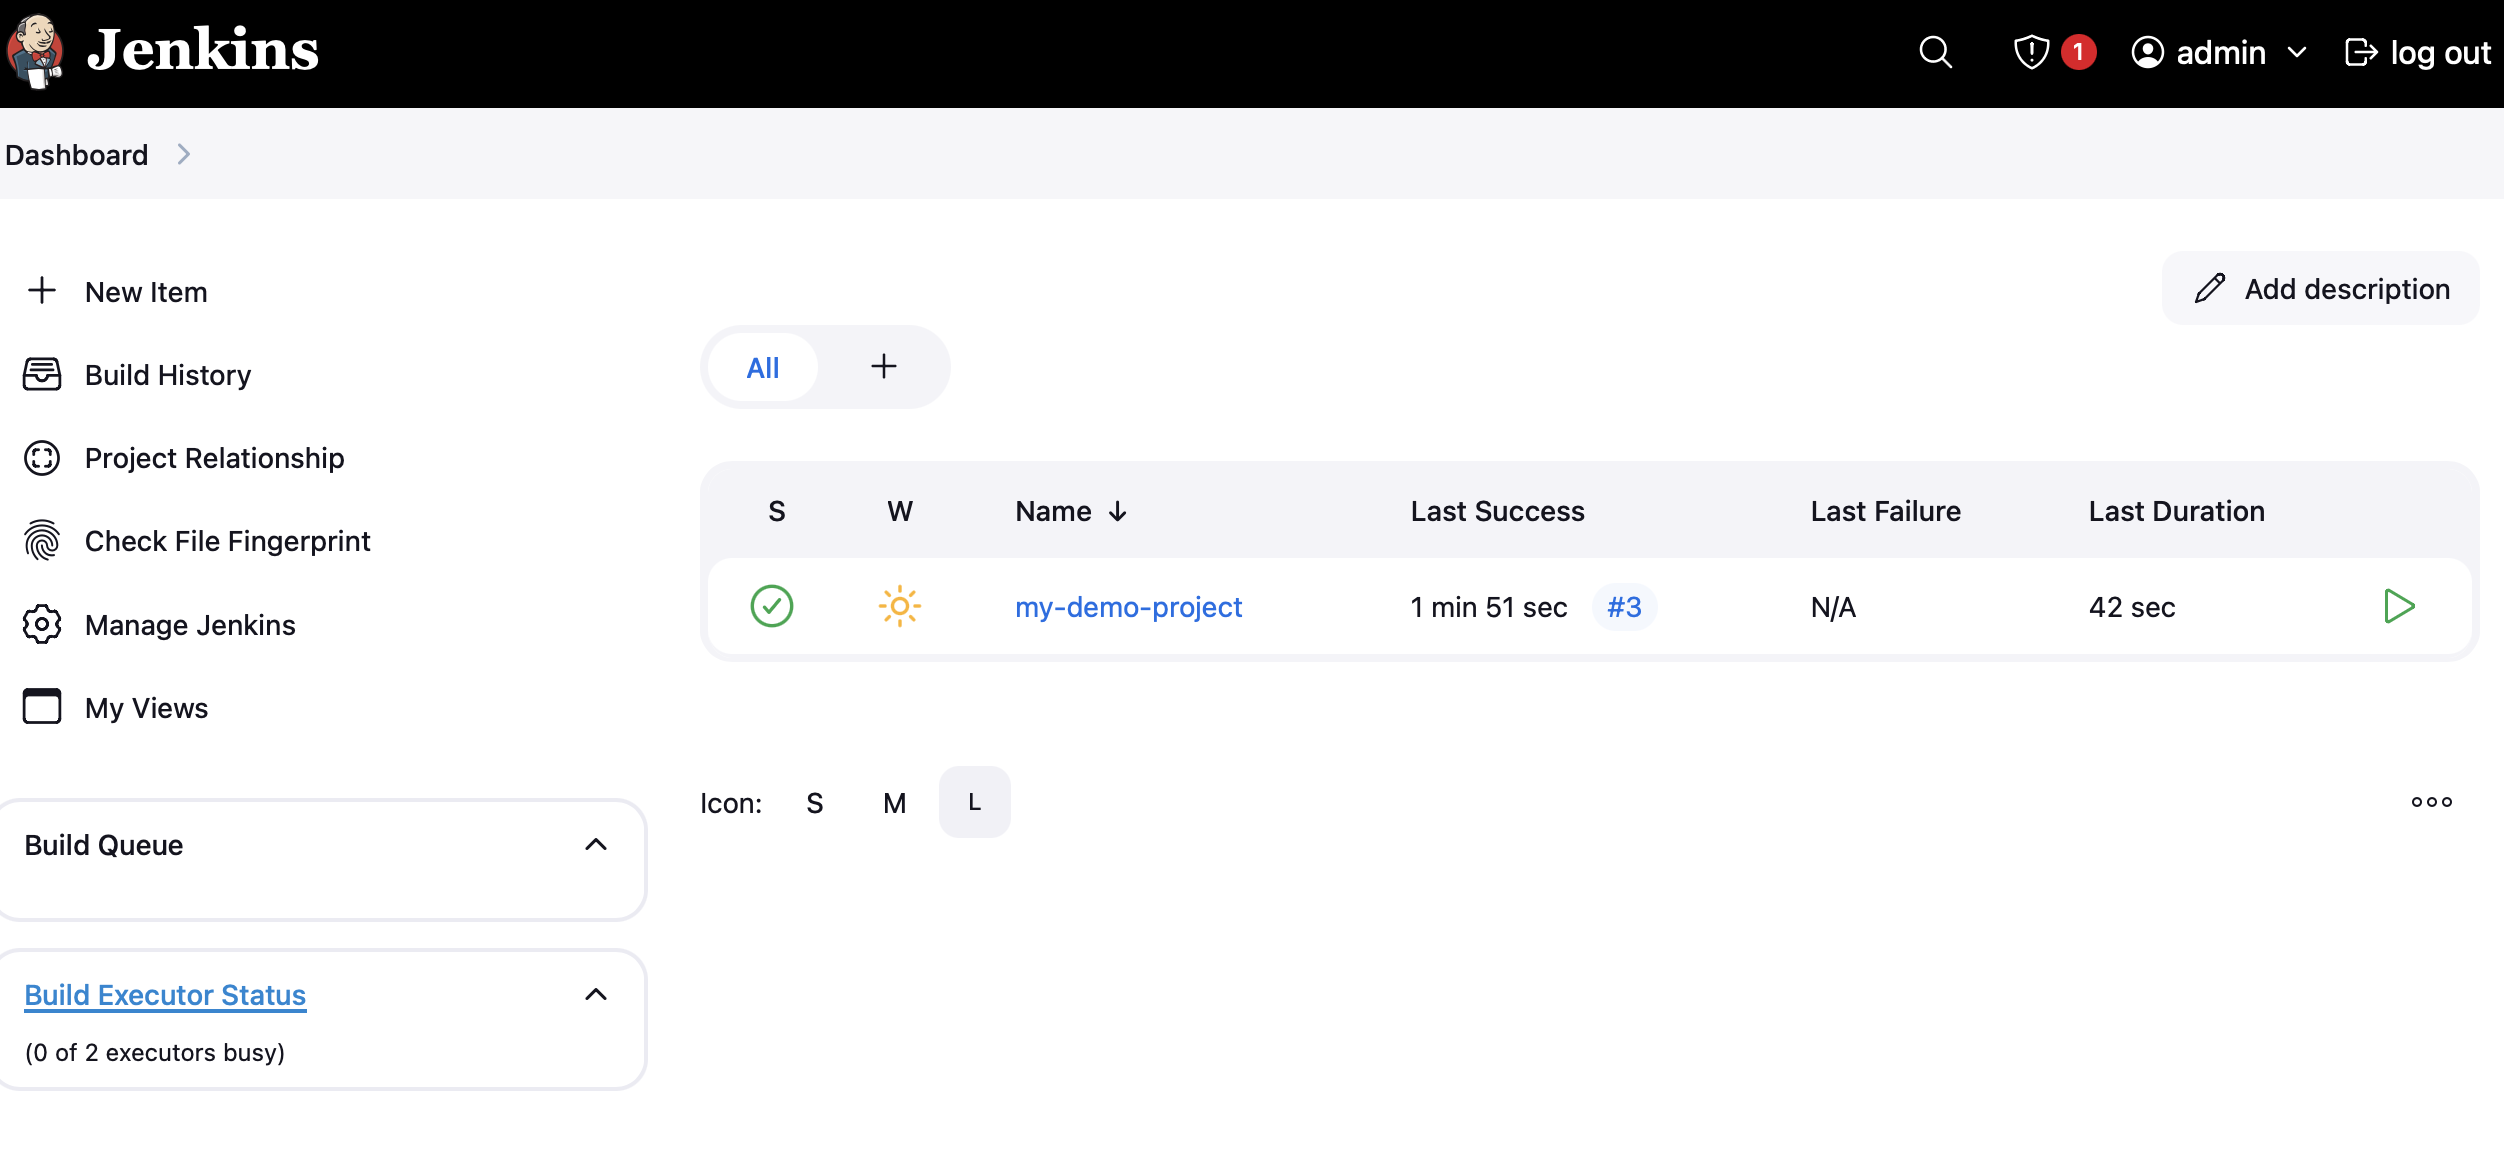 Jenkins
1
admin
log out
Dashboard
New Item
Build History
Project Relationship
Check File Fingerprint
Manage Jenkins
My Views
Build Queue
Build Executor Status
(0 of 2 executors busy)
Add description
All
S W Name ↓ Last Success Last Failure Last Duration
my-demo-project 1 min 51 sec #3 N/A 42 sec
Icon: S M L